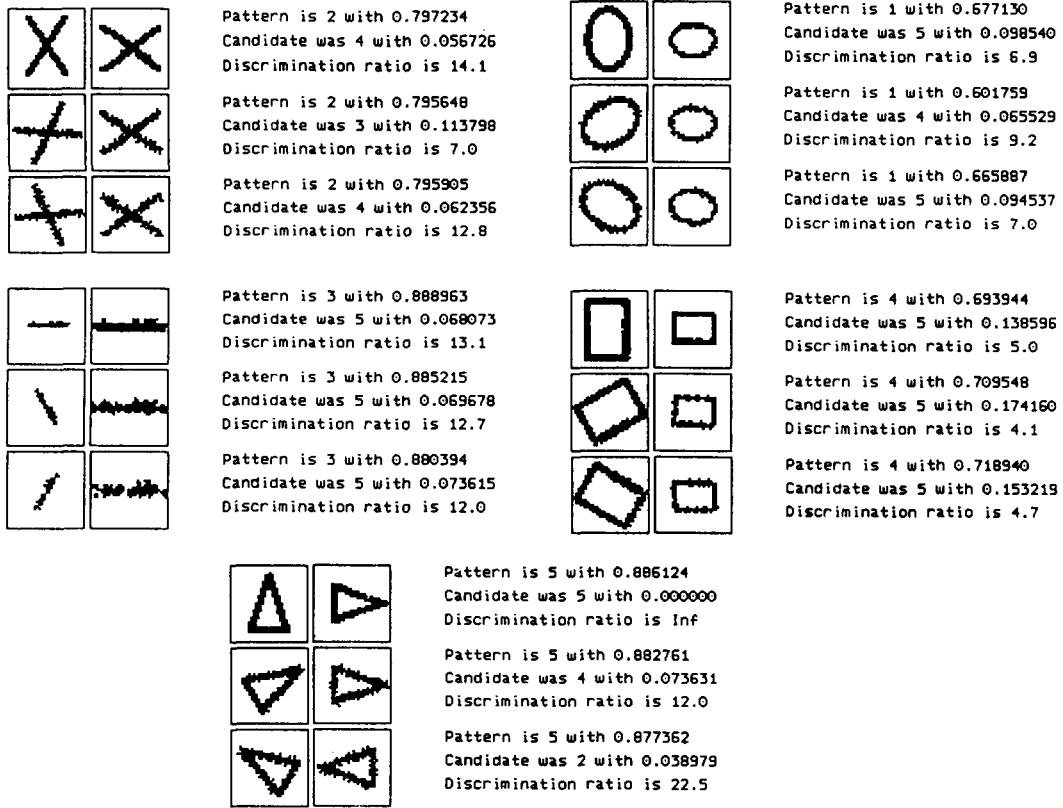 Pattern is 2 with 0.797234
Candidate was 4 with 0.056726
Discrimination ratio is 14.1
Pattern is 2 with 0.795648
Candidate was 3 with 0.113798
Discrimination ratio is 7.0
Pattern is 2 with 0.795905
Candidate was 4 with 0.062356
Discrimination ratio is 12.8
Pattern is 1 with 0.677130
Candidate was 5 with 0.098540
Discrimination ratio is 6.9
Pattern is 1 with 0.601759
Candidate was 4 with 0.065529
Discrimination ratio is 9.2
Pattern is 1 with 0.665887
Candidate was 5 with 0.094537
Discrimination ratio is 7.0
Pattern is 3 with 0.888963
Candidate was 5 with 0.068073
Discrimination ratio is 13.1
Pattern is 3 with 0.885215
Candidate was 5 with 0.069678
Discrimination ratio is 12.7
Pattern is 3 with 0.880394
Candidate was 5 with 0.073615
Discrimination ratio is 12.0
Pattern is 4 with 0.693944
Candidate was 5 with 0.138596
Discrimination ratio is 5.0
Pattern is 4 with 0.709548
Candidate was 5 with 0.174160
Discrimination ratio is 4.1
Pattern is 4 with 0.718940
Candidate was 5 with 0.153219
Discrimination ratio is 4.7
Pattern is 5 with 0.886124
Candidate was 5 with 0.000000
Discrimination ratio is Inf
Pattern is 5 with 0.882761
Candidate was 4 with 0.073631
Discrimination ratio is 12.0
Pattern is 5 with 0.877362
Candidate was 2 with 0.038979
Discrimination ratio is 22.5